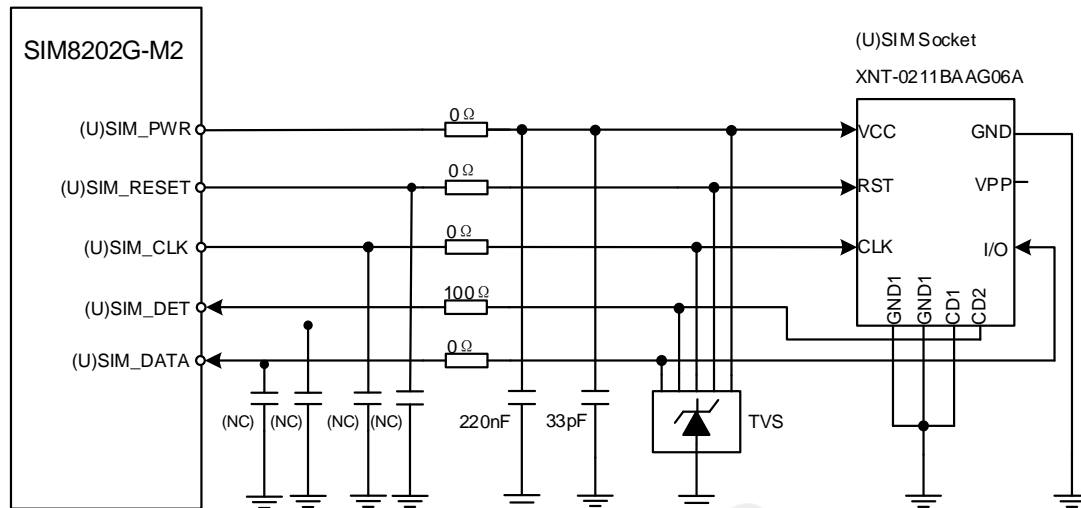 SIM8202G-M2
(U)SIM Socket
XNT-0211BAAG06A
(U)SIM_PWR
0Ω
VCC
GND
(U)SIM_RESET
0Ω
RST
VPP
(U)SIM_CLK
0Ω
CLK
I/O
(U)SIM_DET
100Ω
GND1
GND1
CD1
CD2
(U)SIM_DATA
0Ω
(NC)
(NC)
(NC)
(NC)
220nF
33pF
TVS